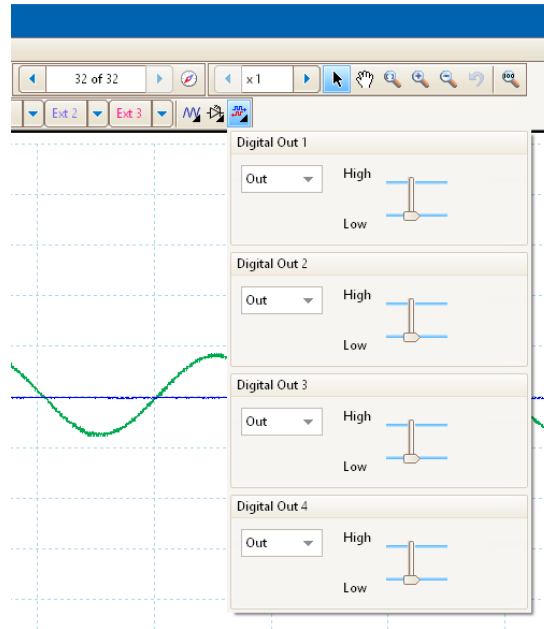 32 of 32 x1
Ext 2 Ext 3
Digital Out 1
Out High
Low
Digital Out 2
Out High
Low
Digital Out 3
Out High
Low
Digital Out 4
Out High
Low